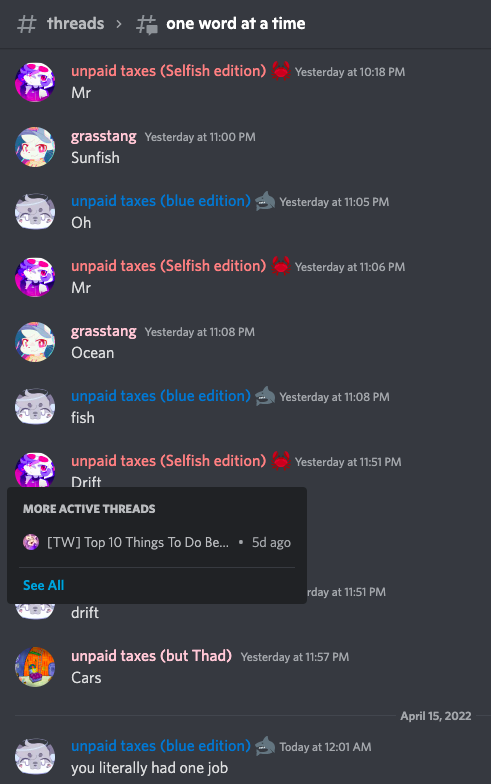 threads > one word at a time
unpaid taxes (Selfish edition) Yesterday at 10:18 PM
Mr
grasstang Yesterday at 11:00 PM
Sunfish
unpaid taxes (blue edition) Yesterday at 11:05 PM
Oh
unpaid taxes (Selfish edition) Yesterday at 11:06 PM
Mr
grasstang Yesterday at 11:08 PM
Ocean
unpaid taxes (blue edition) Yesterday at 11:08 PM
fish
unpaid taxes (Selfish edition) Yesterday at 11:51 PM
Drift
MORE ACTIVE THREADS
[TW] Top 10 Things To Do Be... • 5d ago
See All
rday at 11:51 PM
drift
unpaid taxes (but Thad) Yesterday at 11:57 PM
Cars
April 15, 2022
unpaid taxes (blue edition) Today at 12:01 AM
you literally had one job